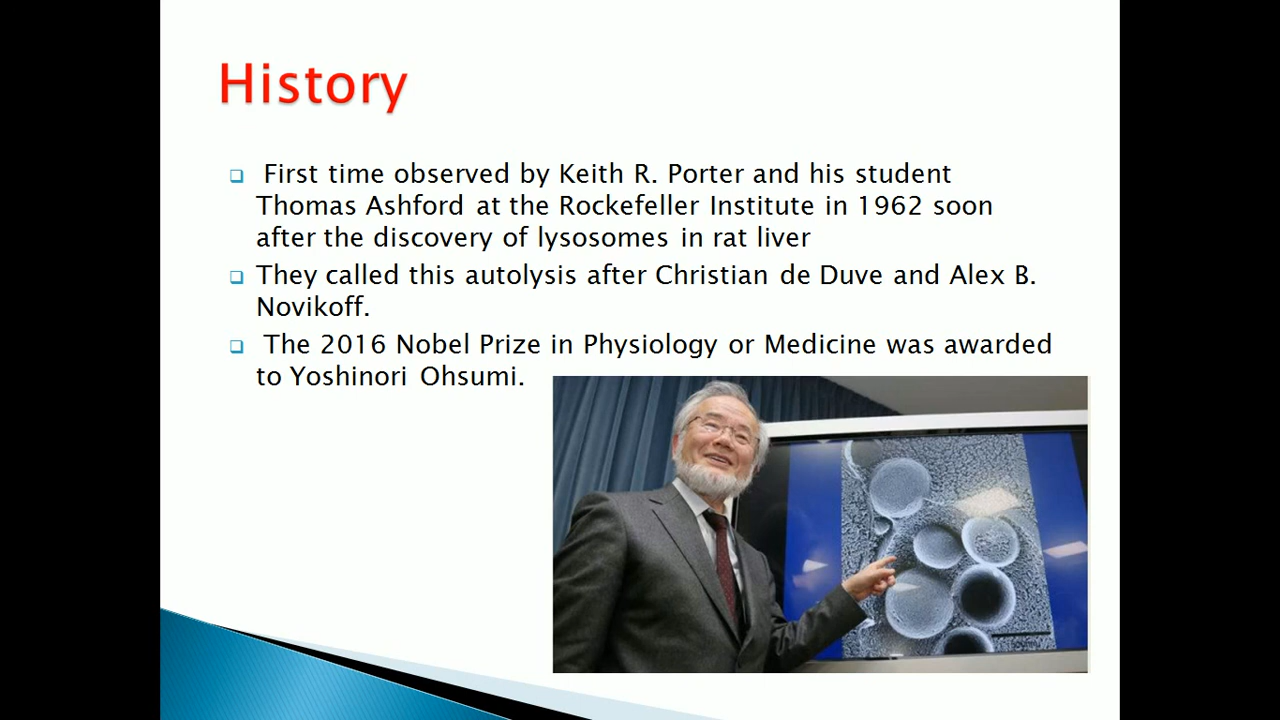 History
First time observed by Keith R. Porter and his student
Thomas Ashford at the Rockefeller Institute in 1962 soon
after the discovery of lysosomes in rat liver
They called this autolysis after Christian de Duve and Alex B.
Novikoff.
The 2016 Nobel Prize in Physiology or Medicine was awarded
to Yoshinori Ohsumi.